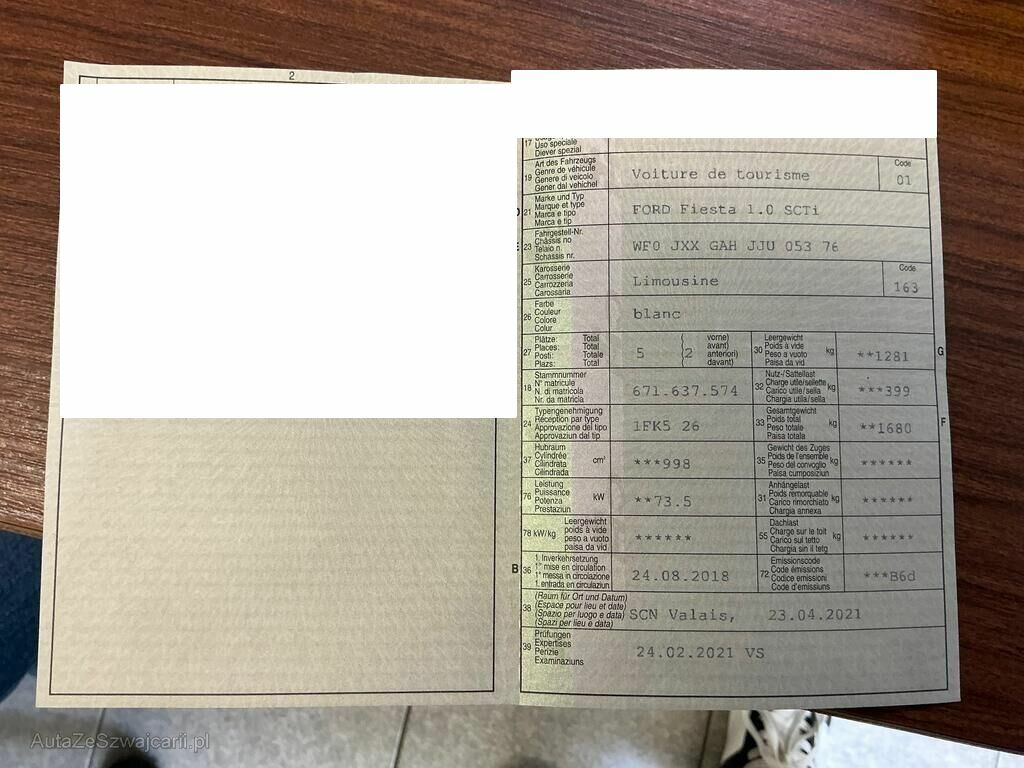 2
17 Uso speciale
Diever spezial
19 Art des Fahrzeugs
Genre de véhicule
Genere di veicolo
Gener dal vehichel
Voiture de tourisme
Code
01
21 Marke und Typ
Marque et type
Marca e tipo
Marca e tip
FORD Fiesta 1.0 SCTi
23 Fahrgestell-Nr.
Châssis no
Telaio n.
Schassis nr.
WF0 JXX GAH JJU 053 76
25 Karosserie
Carrosserie
Carrozzeria
Carossaria
Limousine
Code
163
26 Farbe
Couleur
Colore
Colur
blanc
27 Plätze: Total
Places: Total
Posti: Totale
Plazs: Total
5
(2 vorne)
avant)
anteriori)
davant)
30 Leergewicht
Poids à vide
Peso a vuoto
Paisa da vid
kg
**1281
G
18 Stammnummer
N° matricule
N. di matricola
Nr. da matricla
671.637.574
32 Nutz-/Sattellast
Charge utile/sellette
Carico utile/sella
Chargia utila/sella
kg
***399
24 Typengenehmigung
Réception par type
Approvazione del tipo
Approvaziun dal tip
1FK5 26
33 Gesamtgewicht
Poids total
Peso totale
Paisa totala
kg
**1680
F
37 Hubraum
Cylindrée
Cilindrata
Cilindrada
cm³
***998
35 Gewicht des Zuges
Poids de l'ensemble
Peso del convoglio
Paisa cumposiziun
kg
******
76 Leistung
Puissance
Potenza
Prestaziun
kW
**73.5
31 Anhängelast
Poids remorquable
Carico rimorchiato
Chargia annexa
kg
******
78 kW/kg
Leergewicht
poids à vide
peso a vuoto
paisa da vid
******
55 Dachlast
Charge sur le toit
Carico sul tetto
Chargia sin il tetg
kg
******
B
36 1. Inverkehrsetzung
1re mise en circulation
1a messa in circolazione
1. entrada en circulaziun
24.08.2018
72 Emissionscode
Code émissions
Codice emissioni
Code d'emissiuns
***B6d
38 (Raum für Ort und Datum)
(Espace pour lieu et date)
(Spazio per luogo e data)
(Spazi per lieu e data)
SCN Valais, 23.04.2021
39 Prüfungen
Expertises
Perizie
Examinaziuns
24.02.2021 VS
AutaZeSzwajcarii.pl